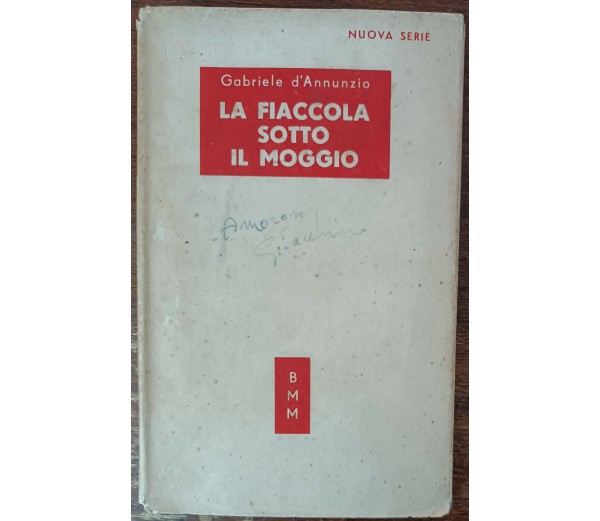 NUOVA SERIE
Gabriele d'Annunzio
LA FIACCOLA
SOTTO
IL MOGGIO
B
M
M